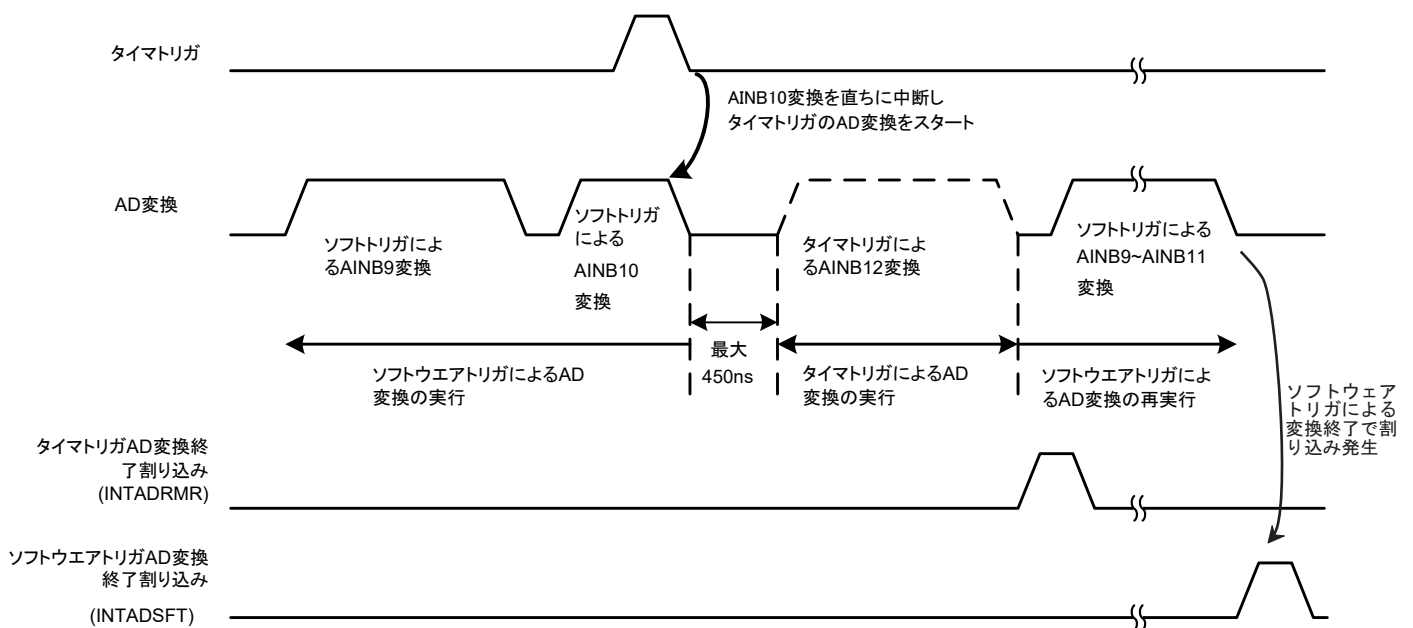 タイマトリガ
AINB10変換を直ちに中断し
タイマトリガのAD変換をスタート
AD変換
ソフトトリガによ
るAINB9変換
ソフトトリガ
による
AINB10
変換
タイマトリガによ
るAINB12変換
ソフトトリガによる
AINB9~AINB11
変換
ソフトウエアトリガによるAD
変換の実行
最大
450ns
タイマトリガによるAD
変換の実行
ソフトウエアトリガによ
るAD変換の再実行
ソフトウェア
トリガによる
変換終了で割
り込み発生
タイマトリガAD変換終
了割り込み
(INTADRMR)
ソフトウエアトリガAD変換
終了割り込み
(INTADSFT)